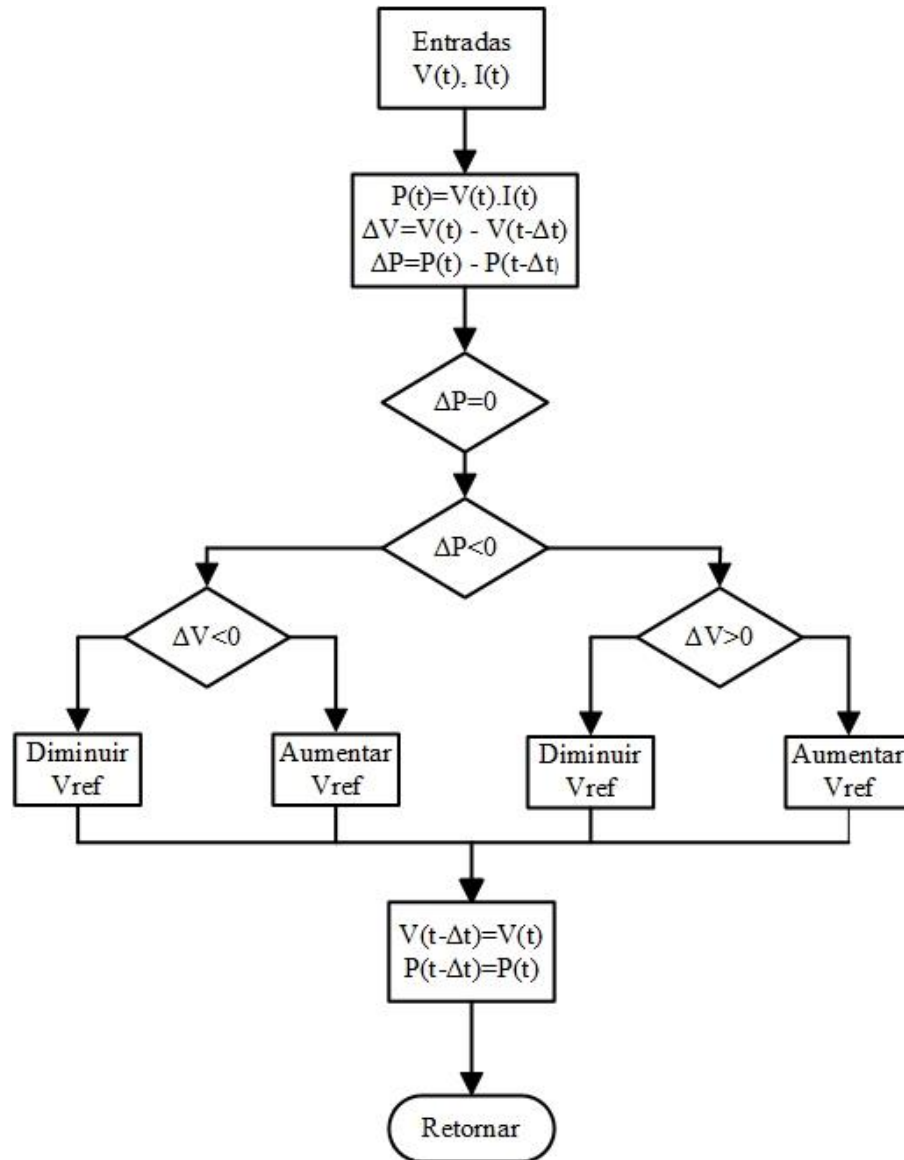 Entradas
V(t), I(t)
P(t)=V(t).I(t)
ΔV=V(t) - V(t-Δt)
ΔP=P(t) - P(t-Δt)
ΔP=0
ΔP<0
ΔV<0
ΔV>0
Diminuir
Vref
Aumentar
Vref
Diminuir
Vref
Aumentar
Vref
V(t-Δt)=V(t)
P(t-Δt)=P(t)
Retornar